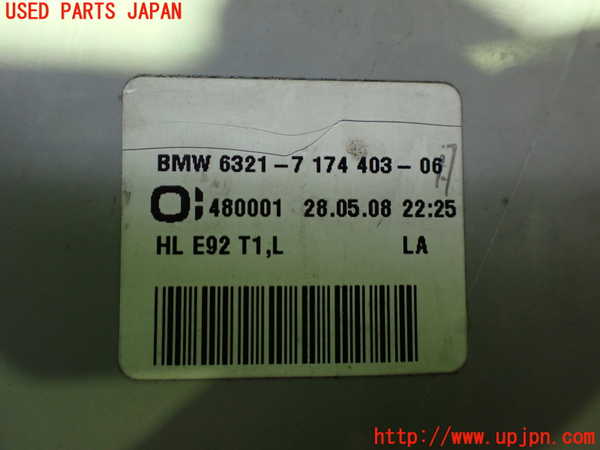 USED PARTS JAPAN
BMW 6321-7 174 403-06
480001 28.05.08 22:25
HL E92 T1,L LA
http://www.upjpn.com/